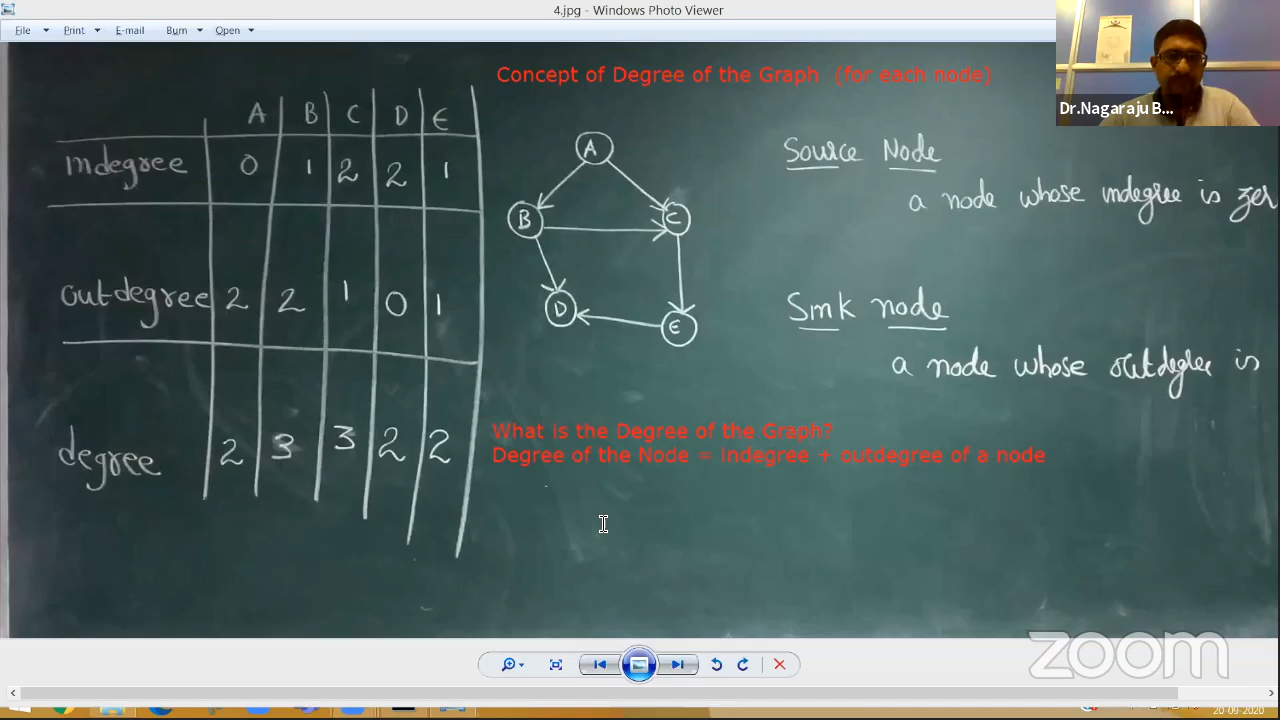 4.jpg - Windows Photo Viewer
File Print E-mail Burn Open
Concept of Degree of the Graph (for each node)
Dr.Nagaraju B...
A B C D E
Indegree 0 1 2 2 1
outdegree 2 2 1 0 1
degree 2 3 3 2 2
A
B
C
D
E
Source Node
a node whose indegree is zer
Sink node
a node whose outdegree is
What is the Degree of the Graph?
Degree of the Node = indegree + outdegree of a node
zoom
20-09-2020